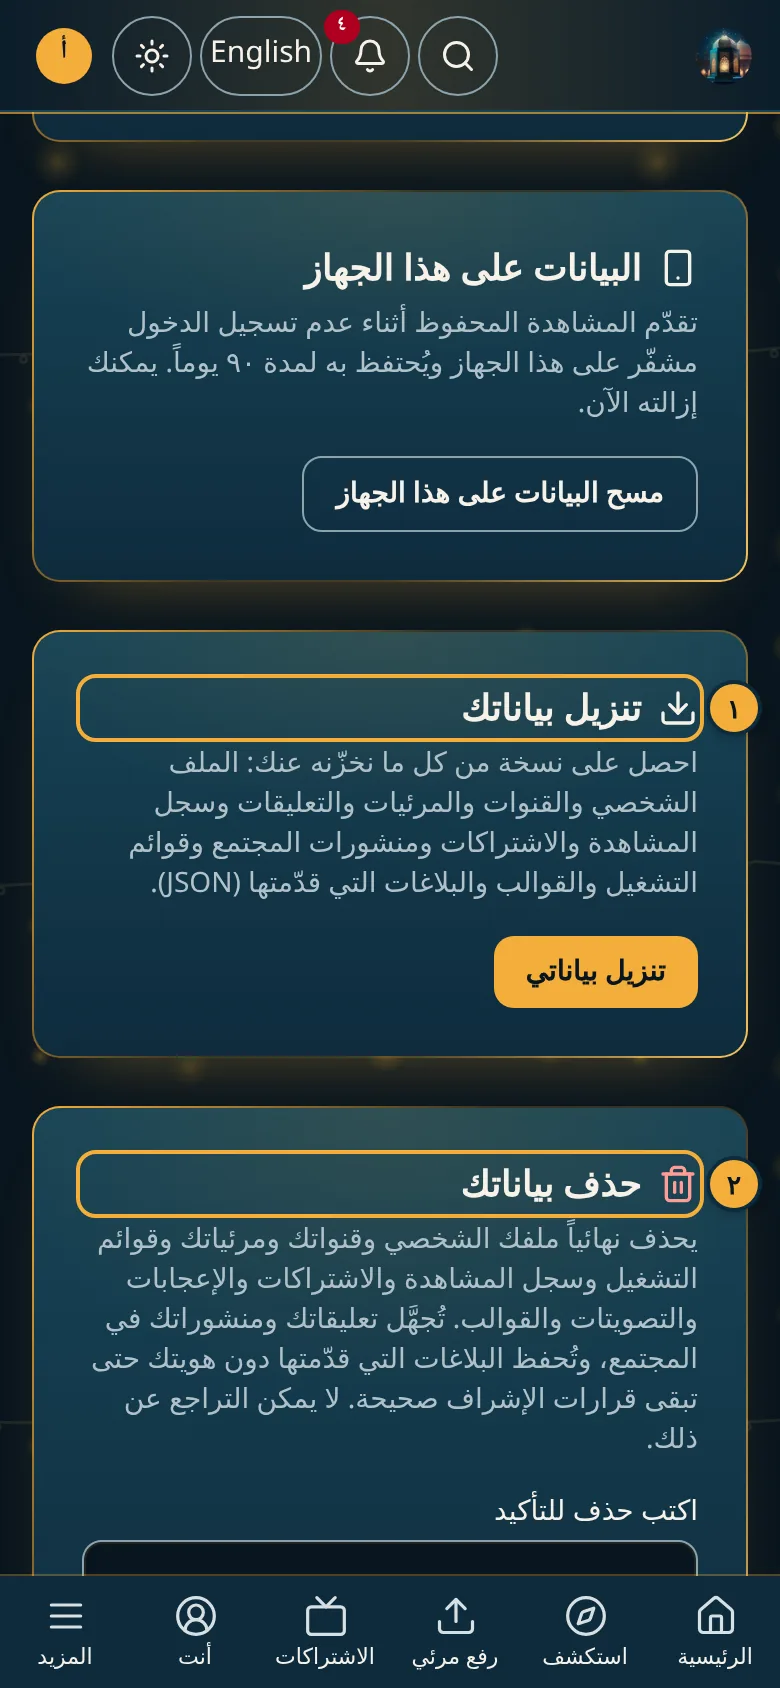 ٤
English
أ
البيانات على هذا الجهاز
تقدّم المشاهدة المحفوظ أثناء عدم تسجيل الدخول
مشفّر على هذا الجهاز ويُحتفظ به لمدة ٩٠ يوماً. يمكنك
إزالته الآن.
مسح البيانات على هذا الجهاز
١
تنزيل بياناتك
احصل على نسخة من كل ما نخزّنه عنك: الملف
الشخصي والقنوات والمرئيات والتعليقات وسجل
المشاهدة والاشتراكات ومنشورات المجتمع وقوائم
التشغيل والقوالب والبلاغات التي قدّمتها (JSON).
تنزيل بياناتي
٢
حذف بياناتك
يحذف نهائياً ملفك الشخصي وقنواتك ومرئياتك وقوائم
التشغيل وسجل المشاهدة والاشتراكات والإعجابات
والتصويتات والقوالب. تُجهَّل تعليقاتك ومنشوراتك في
المجتمع، وتُحفظ البلاغات التي قدّمتها دون هويتك حتى
تبقى قرارات الإشراف صحيحة. لا يمكن التراجع عن
ذلك.
اكتب حذف للتأكيد
الرئيسية
استكشف
رفع مرئي
الاشتراكات
أنت
المزيد